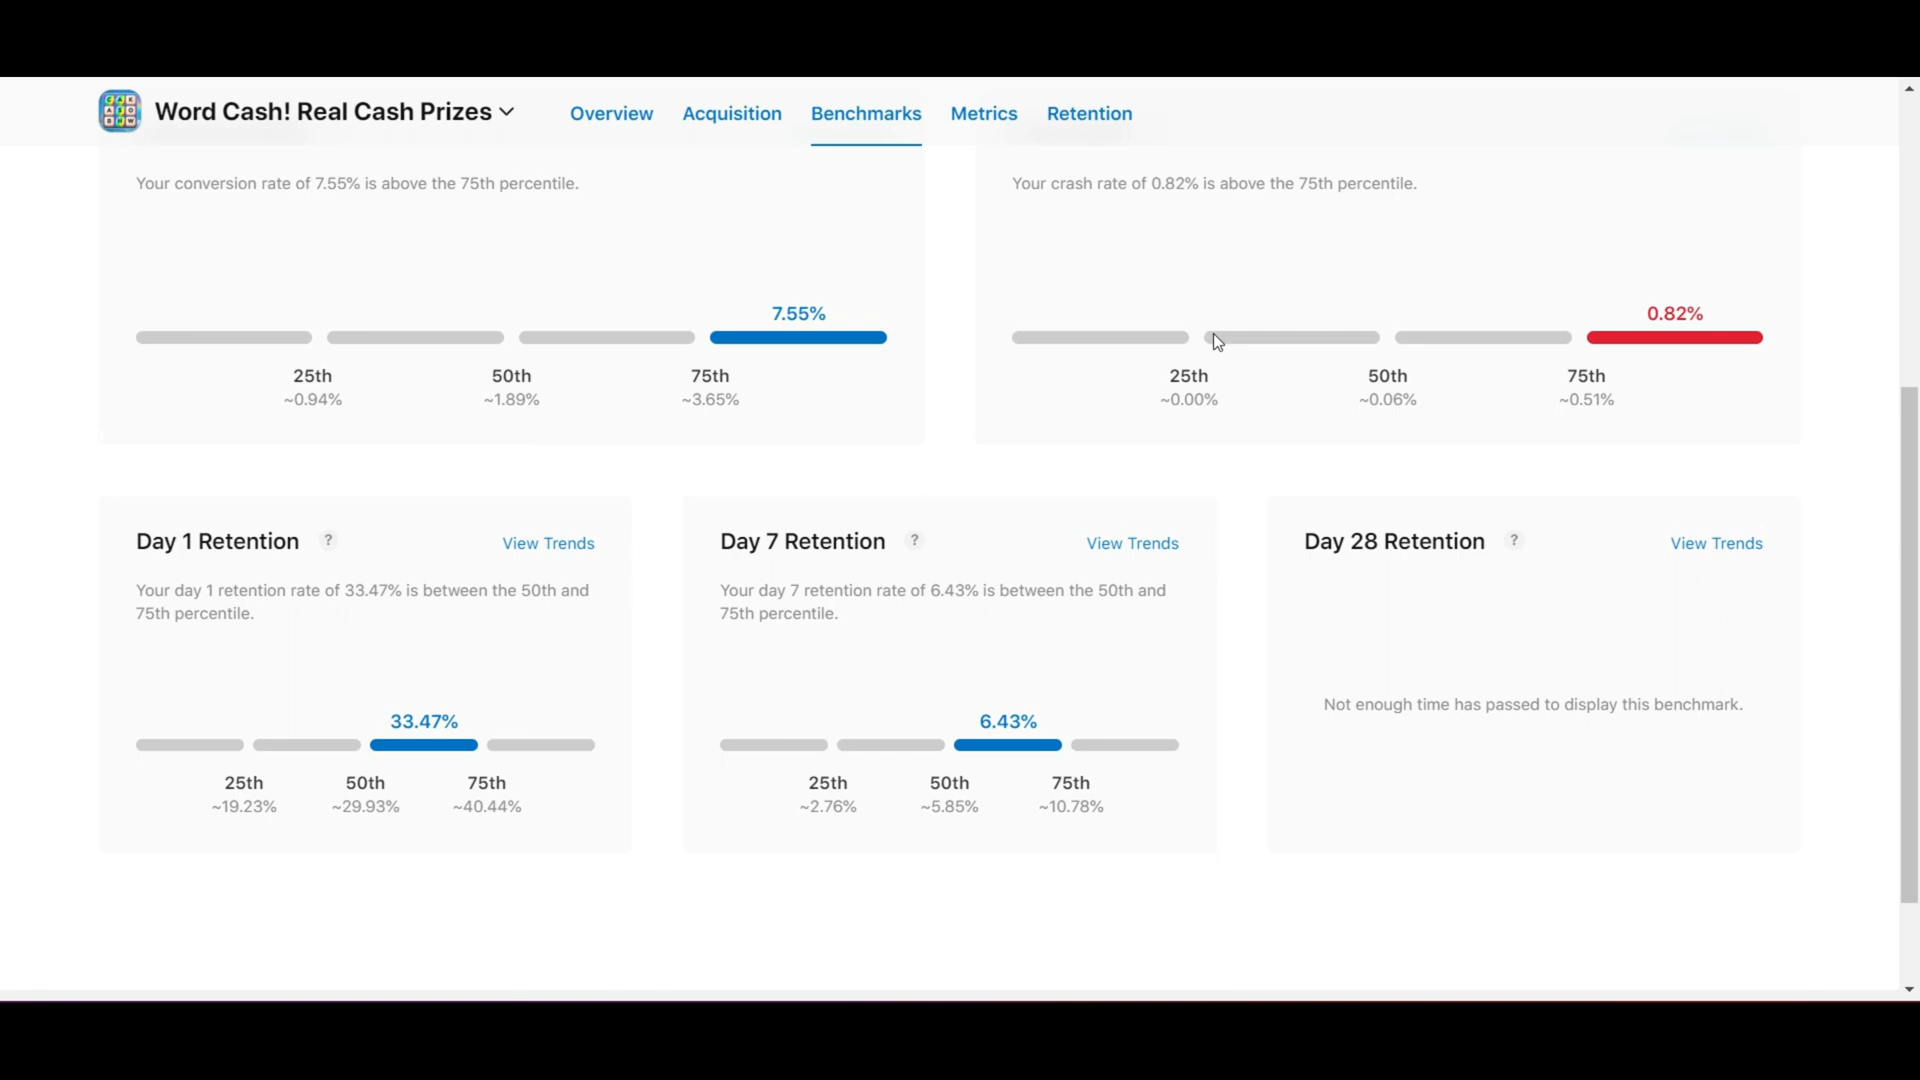 Word Cash! Real Cash Prizes
Overview Acquisition Benchmarks Metrics Retention
Your conversion rate of 7.55% is above the 75th percentile.
7.55%
25th 50th 75th
~0.94% ~1.89% ~3.65%
Your crash rate of 0.82% is above the 75th percentile.
0.82%
25th 50th 75th
~0.00% ~0.06% ~0.51%
Day 1 Retention ? View Trends
Your day 1 retention rate of 33.47% is between the 50th and
75th percentile.
33.47%
25th 50th 75th
~19.23% ~29.93% ~40.44%
Day 7 Retention ? View Trends
Your day 7 retention rate of 6.43% is between the 50th and
75th percentile.
6.43%
25th 50th 75th
~2.76% ~5.85% ~10.78%
Day 28 Retention ? View Trends
Not enough time has passed to display this benchmark.